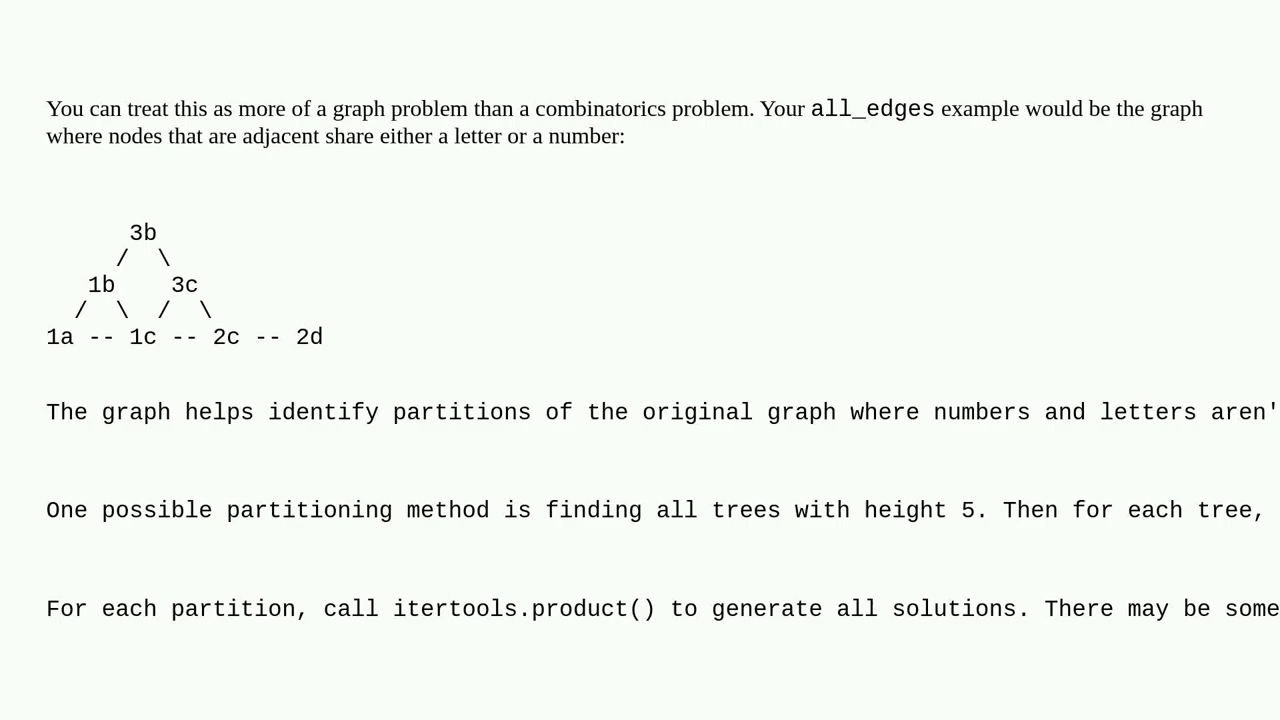 You can treat this as more of a graph problem than a combinatorics problem. Your all_edges example would be the graph
where nodes that are adjacent share either a letter or a number:
      3b
     /  \
   1b    3c
  /  \  /  \
1a -- 1c -- 2c -- 2d
The graph helps identify partitions of the original graph where numbers and letters aren'
One possible partitioning method is finding all trees with height 5. Then for each tree,
For each partition, call itertools.product() to generate all solutions. There may be some